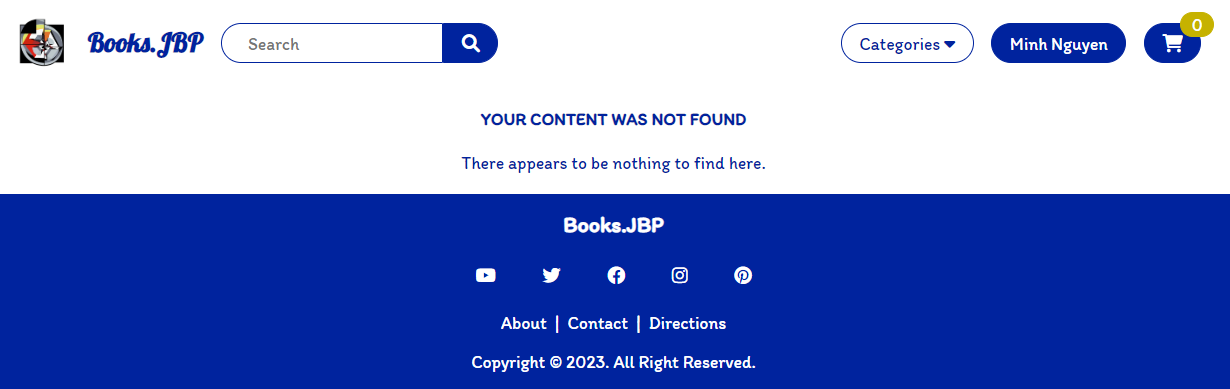 Books.JBP Search Categories Minh Nguyen 0
YOUR CONTENT WAS NOT FOUND
There appears to be nothing to find here.
Books.JBP
About | Contact | Directions
Copyright © 2023. All Right Reserved.